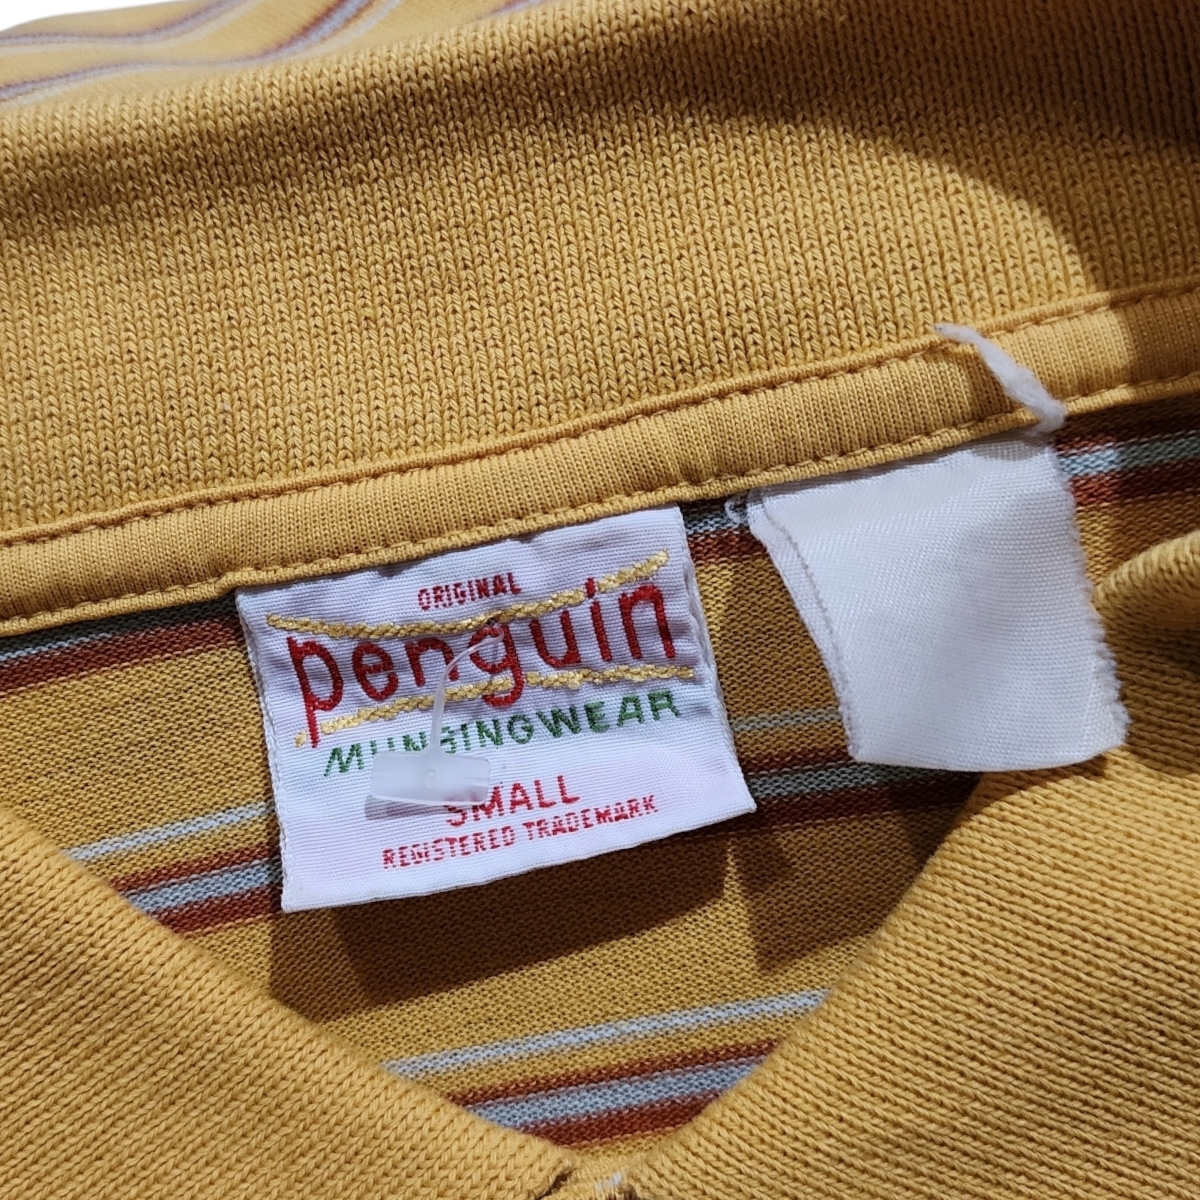 ORIGINAL
penguin
MUNSINGWEAR
SMALL
REGISTERED TRADEMARK